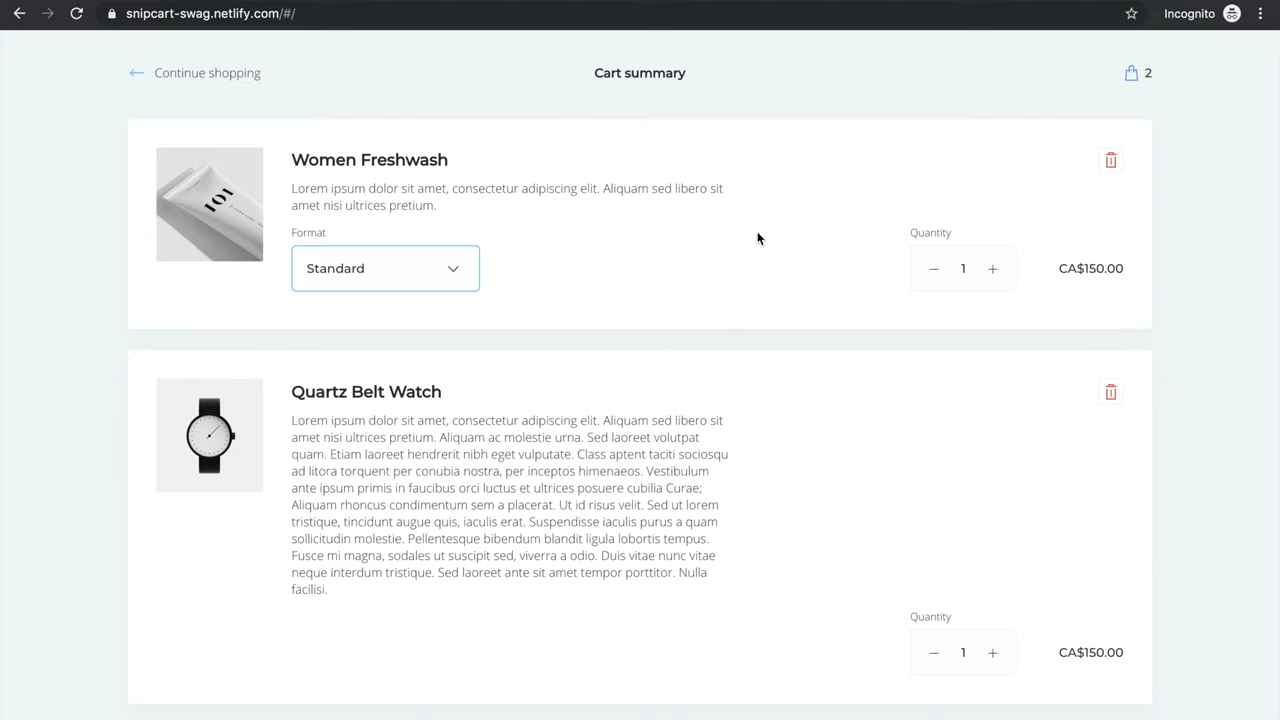 snipcart-swag.netlify.com/#/
Incognito
Continue shopping
Cart summary
2
101
Women Freshwash
Lorem ipsum dolor sit amet, consectetur adipiscing elit. Aliquam sed libero sit
amet nisi ultrices pretium.
Format
Standard
Quantity
1
CA$150.00
Quartz Belt Watch
Lorem ipsum dolor sit amet, consectetur adipiscing elit. Aliquam sed libero sit
amet nisi ultrices pretium. Aliquam ac molestie urna. Sed laoreet volutpat
quam. Etiam laoreet hendrerit nibh eget vulputate. Class aptent taciti sociosqu
ad litora torquent per conubia nostra, per inceptos himenaeos. Vestibulum
ante ipsum primis in faucibus orci luctus et ultrices posuere cubilia Curae;
Aliquam rhoncus condimentum sem a placerat. Ut id risus velit. Sed ut lorem
tristique, tincidunt augue quis, iaculis erat. Suspendisse iaculis purus a quam
sollicitudin molestie. Pellentesque bibendum blandit ligula lobortis tempus.
Fusce mi magna, sodales ut suscipit sed, viverra a odio. Duis vitae nunc vitae
neque interdum tristique. Sed laoreet ante sit amet tempor porttitor. Nulla
facilisi.
Quantity
1
CA$150.00